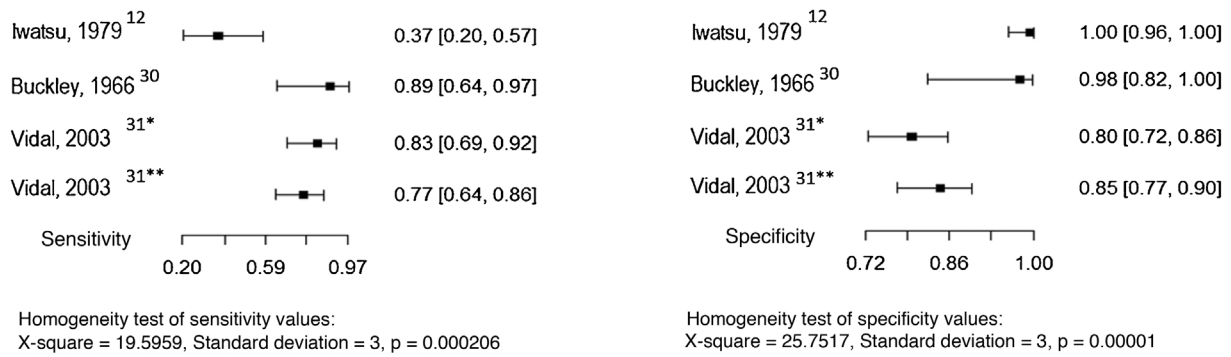 Iwatsu, 1979 12 0.37 [0.20, 0.57]
Buckley, 1966 30 0.89 [0.64, 0.97]
Vidal, 2003 31* 0.83 [0.69, 0.92]
Vidal, 2003 31** 0.77 [0.64, 0.86]
Sensitivity
0.20 0.59 0.97
Homogeneity test of sensitivity values:
X-square = 19.5959, Standard deviation = 3, p = 0.000206
Iwatsu, 1979 12 1.00 [0.96, 1.00]
Buckley, 1966 30 0.98 [0.82, 1.00]
Vidal, 2003 31* 0.80 [0.72, 0.86]
Vidal, 2003 31** 0.85 [0.77, 0.90]
Specificity
0.72 0.86 1.00
Homogeneity test of specificity values:
X-square = 25.7517, Standard deviation = 3, p = 0.00001